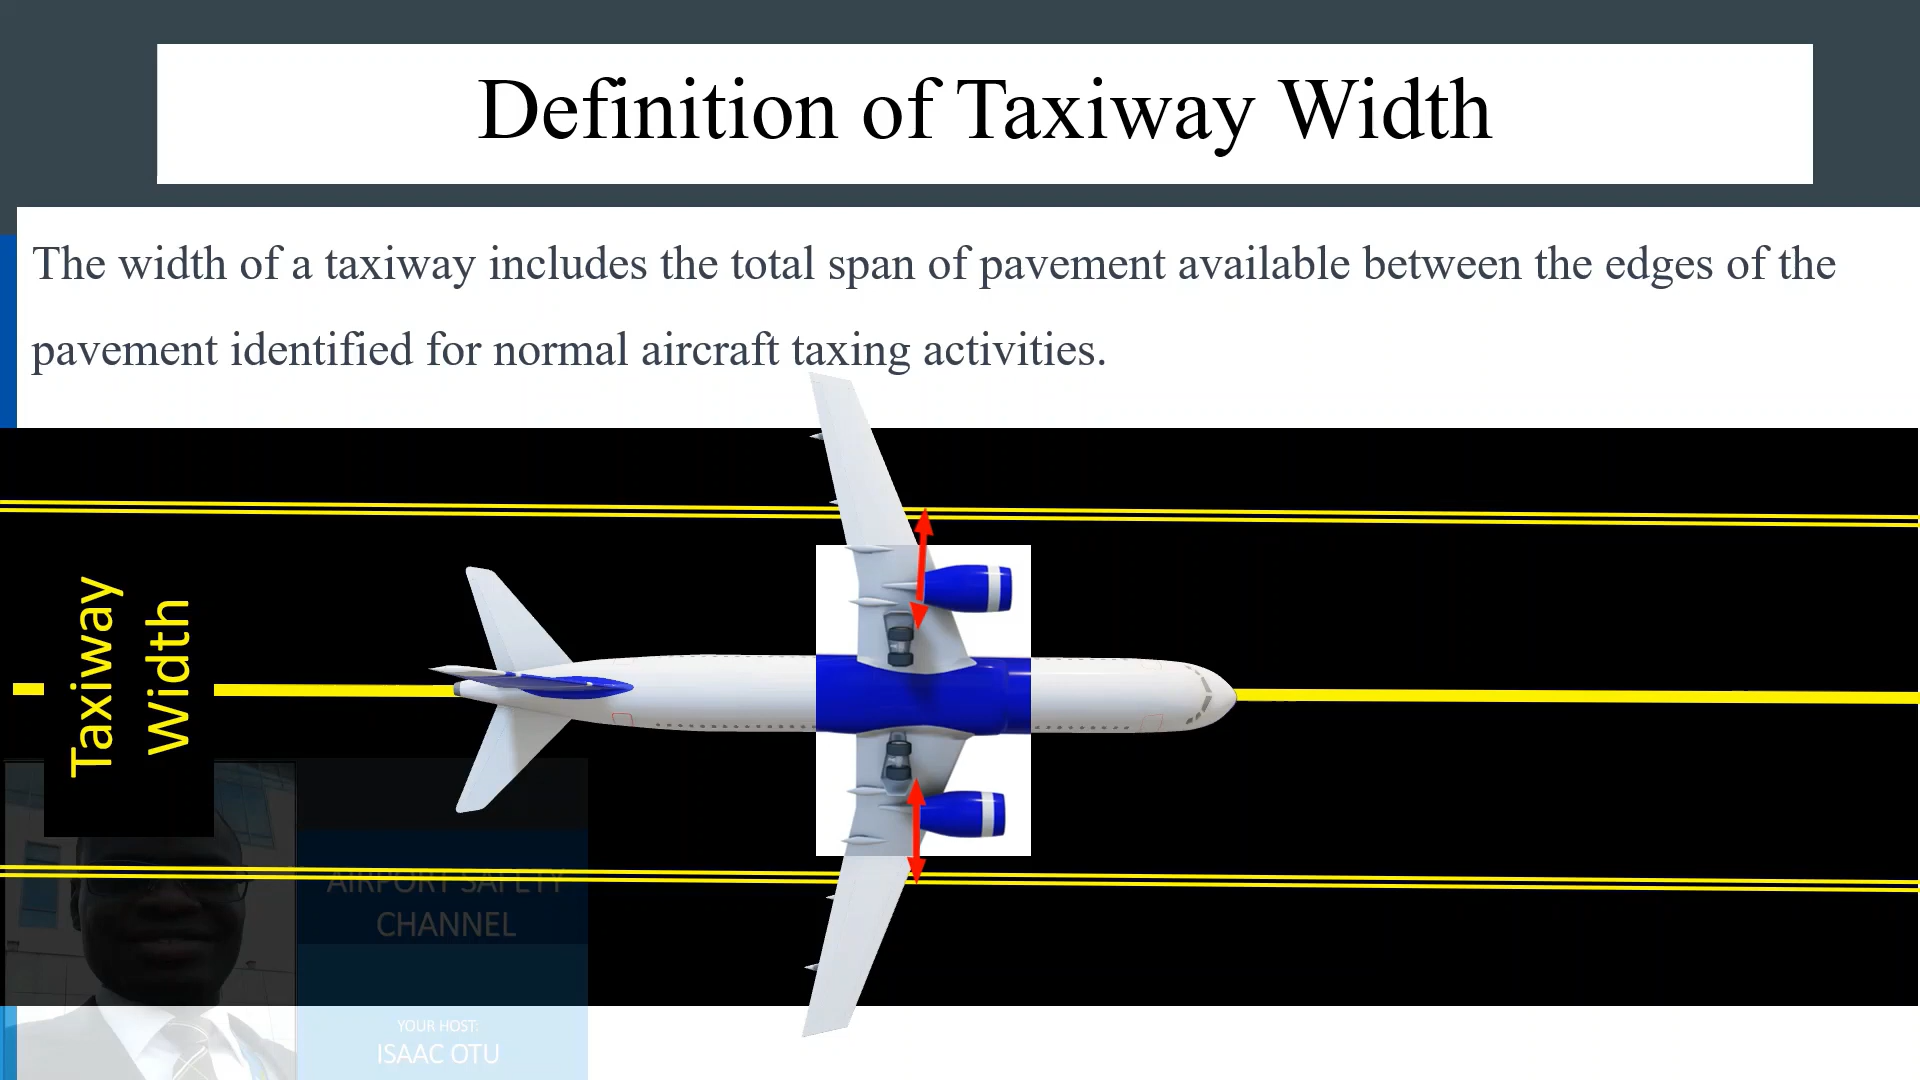 Definition of Taxiway Width
The width of a taxiway includes the total span of pavement available between the edges of the
pavement identified for normal aircraft taxing activities.
Taxiway
Width
AIRPORT SAFETY
CHANNEL
YOUR HOST:
ISAAC OTU